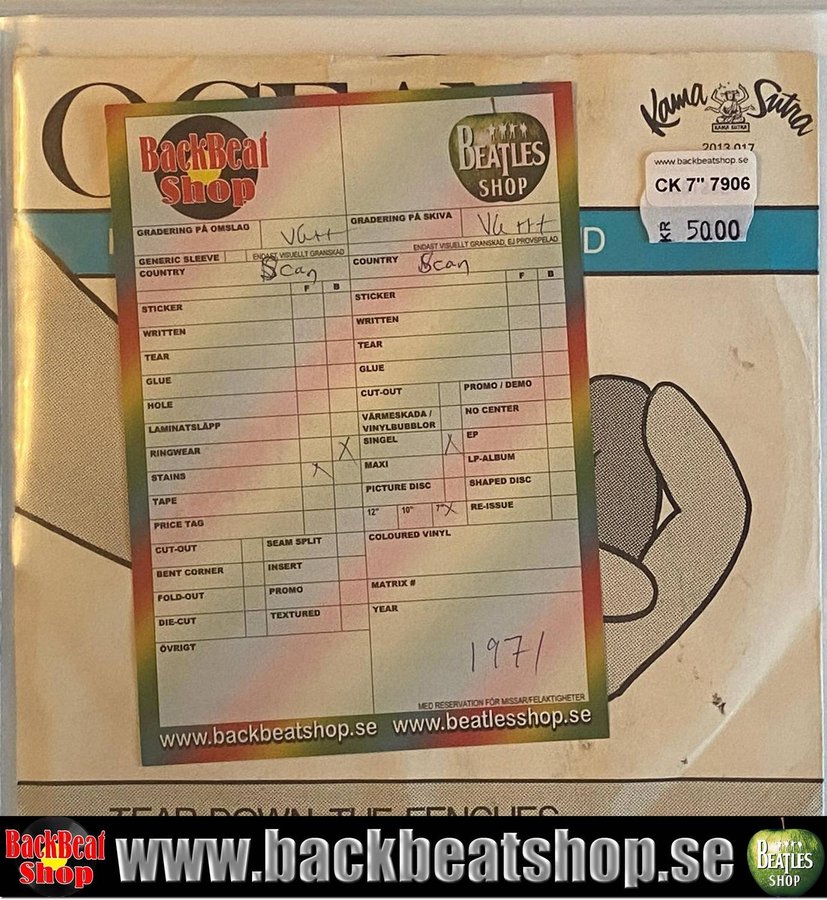 OCEAN
Kama Sutra
KAMA SUTRA
2013 017
www.backbeatshop.se
CK 7" 7906
KR 50.00
D
BackBeat Shop
BEATLES SHOP
GRADERING PÅ OMSLAG VG++
GRADERING PÅ SKIVA VG++
ENDAST VISUELLT GRANSKAD
ENDAST VISUELLT GRANSKAD, EJ PROVSPELAD
GENERIC SLEEVE
COUNTRY Scan
COUNTRY Scan
F B
F B
STICKER
WRITTEN
TEAR
GLUE
HOLE
LAMINATSLÄPP
RINGWEAR X
STAINS X
TAPE
PRICE TAG
CUT-OUT
SEAM SPLIT
BENT CORNER
INSERT
FOLD-OUT
PROMO
DIE-CUT
TEXTURED
ÖVRIGT
STICKER
WRITTEN
TEAR
GLUE
CUT-OUT
PROMO / DEMO
VÄRMESKADA /
VINYLBUBBLOR
NO CENTER
SINGEL X
EP
MAXI
LP-ALBUM
PICTURE DISC
SHAPED DISC
12" 10" 7" X
RE-ISSUE
COLOURED VINYL
MATRIX #
YEAR
1971
MED RESERVATION FÖR MISSAR/FELAKTIGHETER
www.backbeatshop.se www.beatlesshop.se
TEAR DOWN THE FENCHES
BackBeat Shop
www.backbeatshop.se
BEATLES SHOP